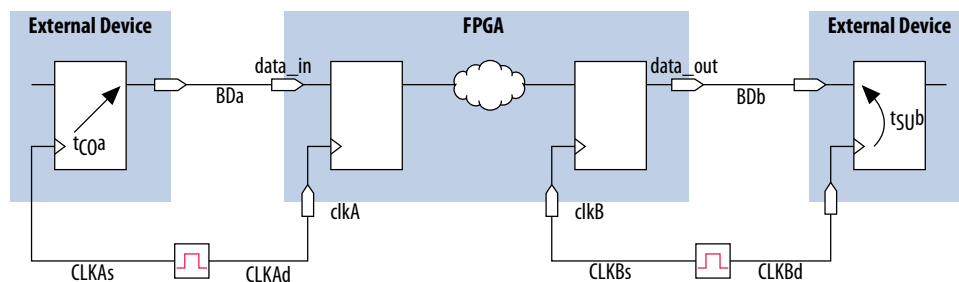 External Device
FPGA
External Device
data_in
data_out
BDa
BDb
tCOa
tSUb
clkA
clkB
CLKAs
CLKAd
CLKBs
CLKBd